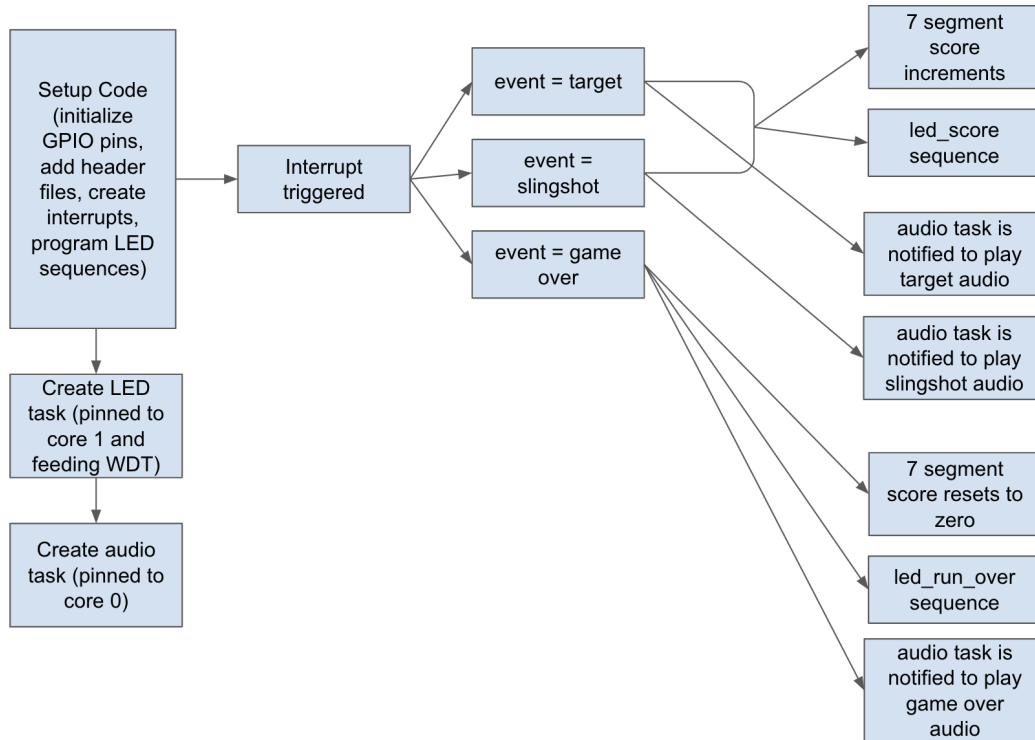 Setup Code
(initialize
GPIO pins,
add header
files, create
interrupts,
program LED
sequences)
Create LED
task (pinned to
core 1 and
feeding WDT)
Create audio
task (pinned to
core 0)
Interrupt
triggered
event = target
event =
slingshot
event = game
over
7 segment
score
increments
led_score
sequence
audio task is
notified to play
target audio
audio task is
notified to play
slingshot audio
7 segment
score resets to
zero
led_run_over
sequence
audio task is
notified to play
game over
audio